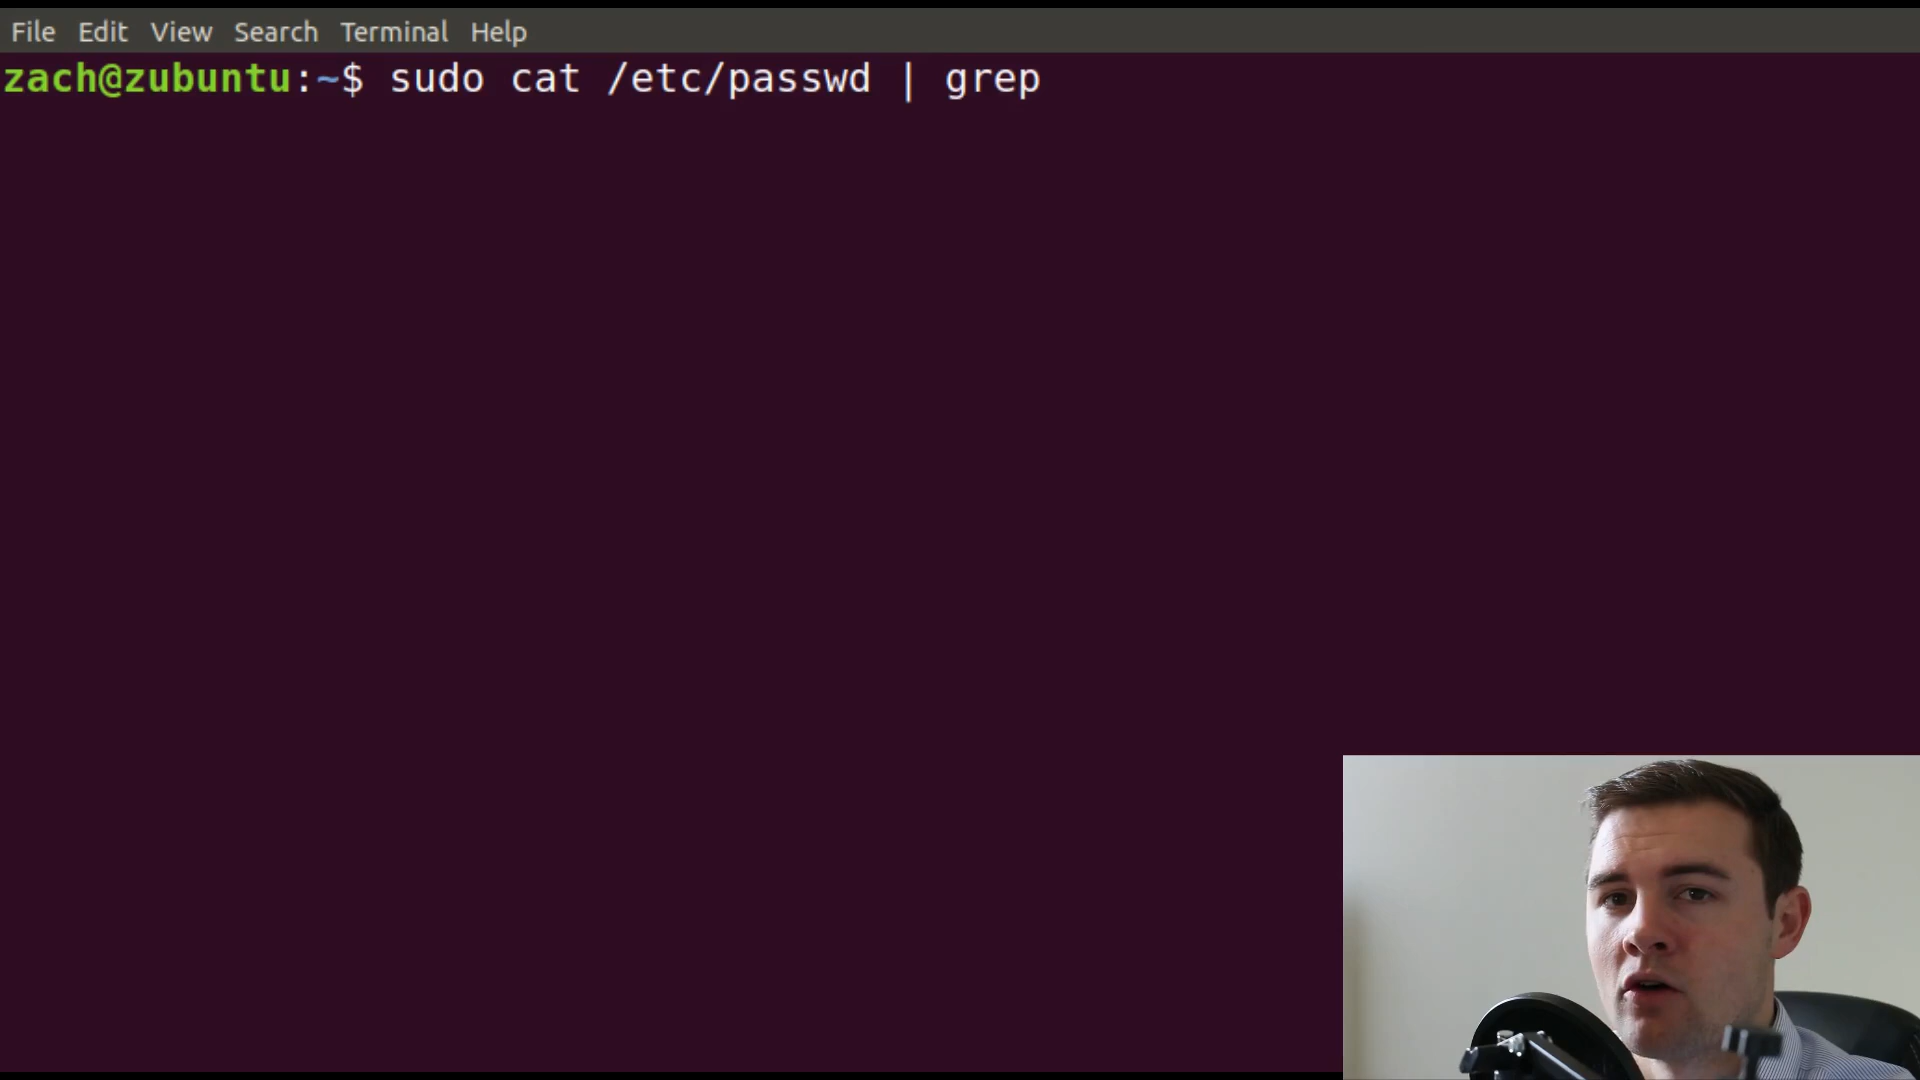 File Edit View Search Terminal Help
zach@zubuntu:~$ sudo cat /etc/passwd | grep